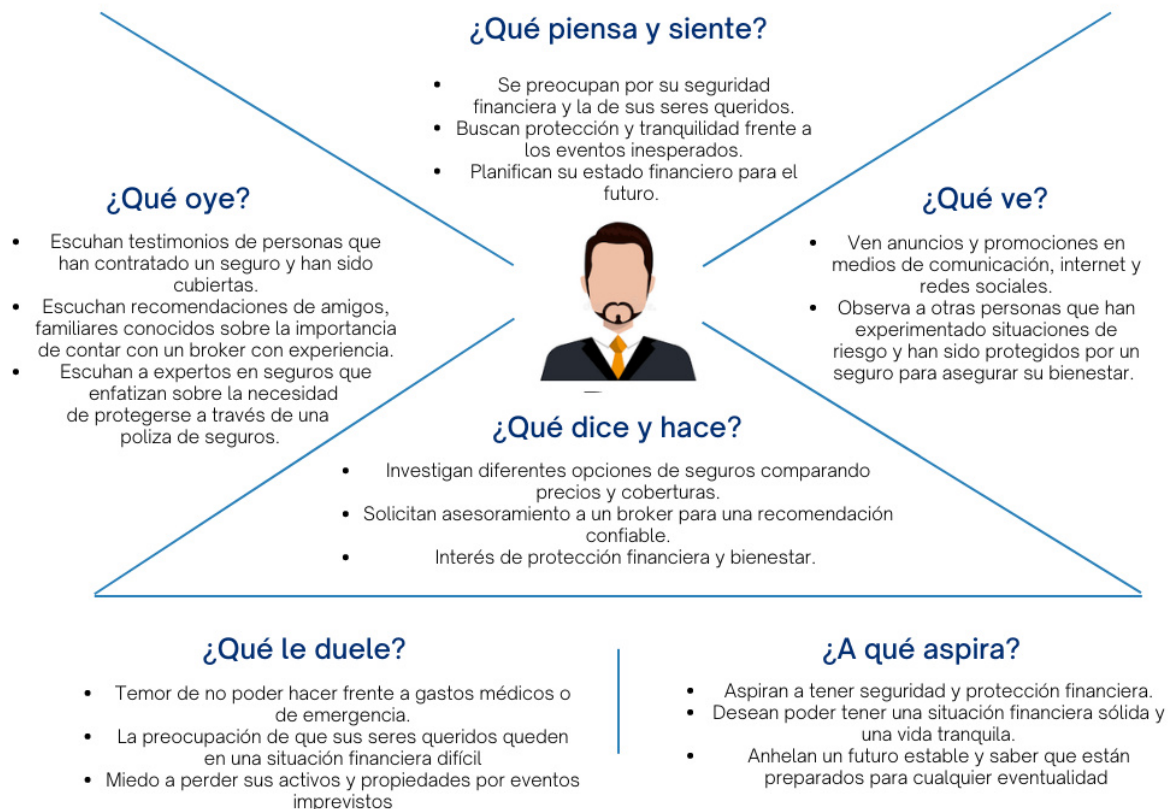 ¿Qué piensa y siente?
• Se preocupan por su seguridad
financiera y la de sus seres queridos.
• Buscan protección y tranquilidad frente a
los eventos inesperados.
• Planifican su estado financiero para el
futuro.
¿Qué oye?
• Escuhan testimonios de personas que
han contratado un seguro y han sido
cubiertas.
• Escuchan recomendaciones de amigos,
familiares conocidos sobre la importancia
de contar con un broker con experiencia.
• Escuhan a expertos en seguros que
enfatizan sobre la necesidad
de protegerse a través de una
poliza de seguros.
¿Qué ve?
• Ven anuncios y promociones en
medios de comunicación, internet y
redes sociales.
• Observa a otras personas que han
experimentado situaciones de
riesgo y han sido protegidos por un
seguro para asegurar su bienestar.
¿Qué dice y hace?
• Investigan diferentes opciones de seguros comparando
precios y coberturas.
• Solicitan asesoramiento a un broker para una recomendación
confiable.
• Interés de protección financiera y bienestar.
¿Qué le duele?
• Temor de no poder hacer frente a gastos médicos o
de emergencia.
• La preocupación de que sus seres queridos queden
en una situación financiera difícil
• Miedo a perder sus activos y propiedades por eventos
imprevistos
¿A qué aspira?
• Aspiran a tener seguridad y protección financiera.
• Desean poder tener una situación financiera sólida y
una vida tranquila.
• Anhelan un futuro estable y saber que están
preparados para cualquier eventualidad